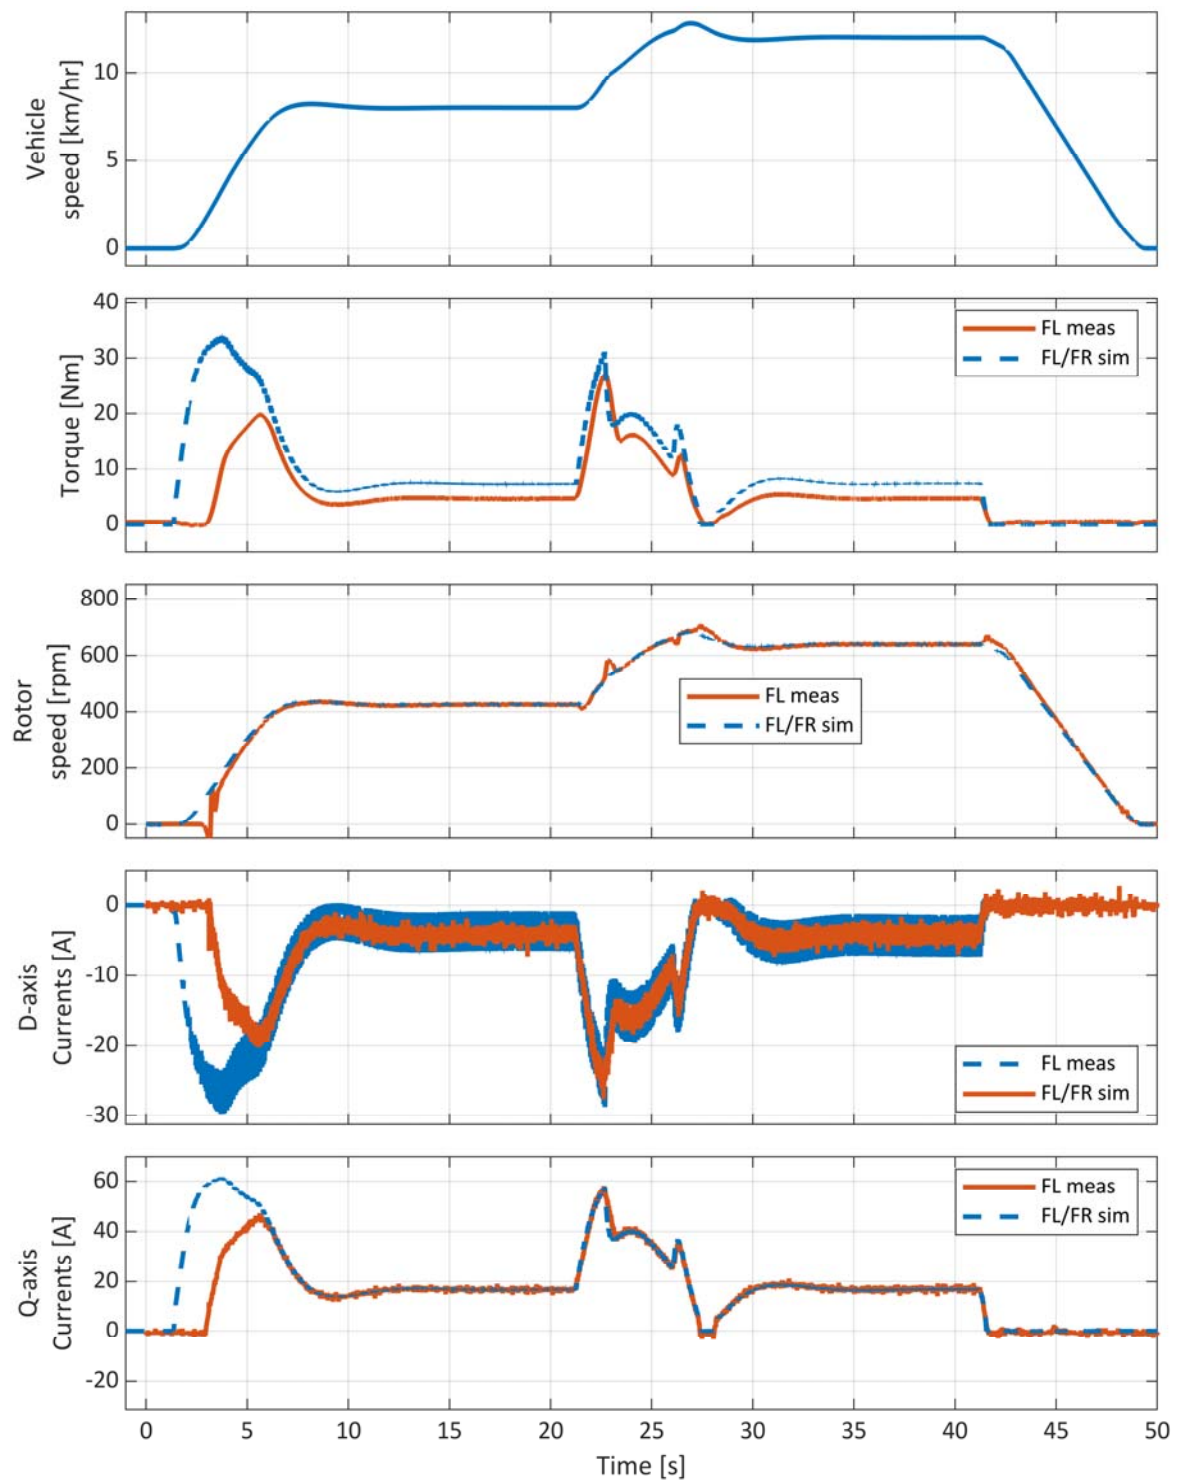 Vehicle
speed [km/hr]
10
5
0
Torque [Nm]
40
30
20
10
0
FL meas
FL/FR sim
Rotor
speed [rpm]
800
600
400
200
0
FL meas
FL/FR sim
D-axis
Currents [A]
0
-10
-20
-30
FL meas
FL/FR sim
Q-axis
Currents [A]
60
40
20
0
-20
FL meas
FL/FR sim
0 5 10 15 20 25 30 35 40 45 50
Time [s]